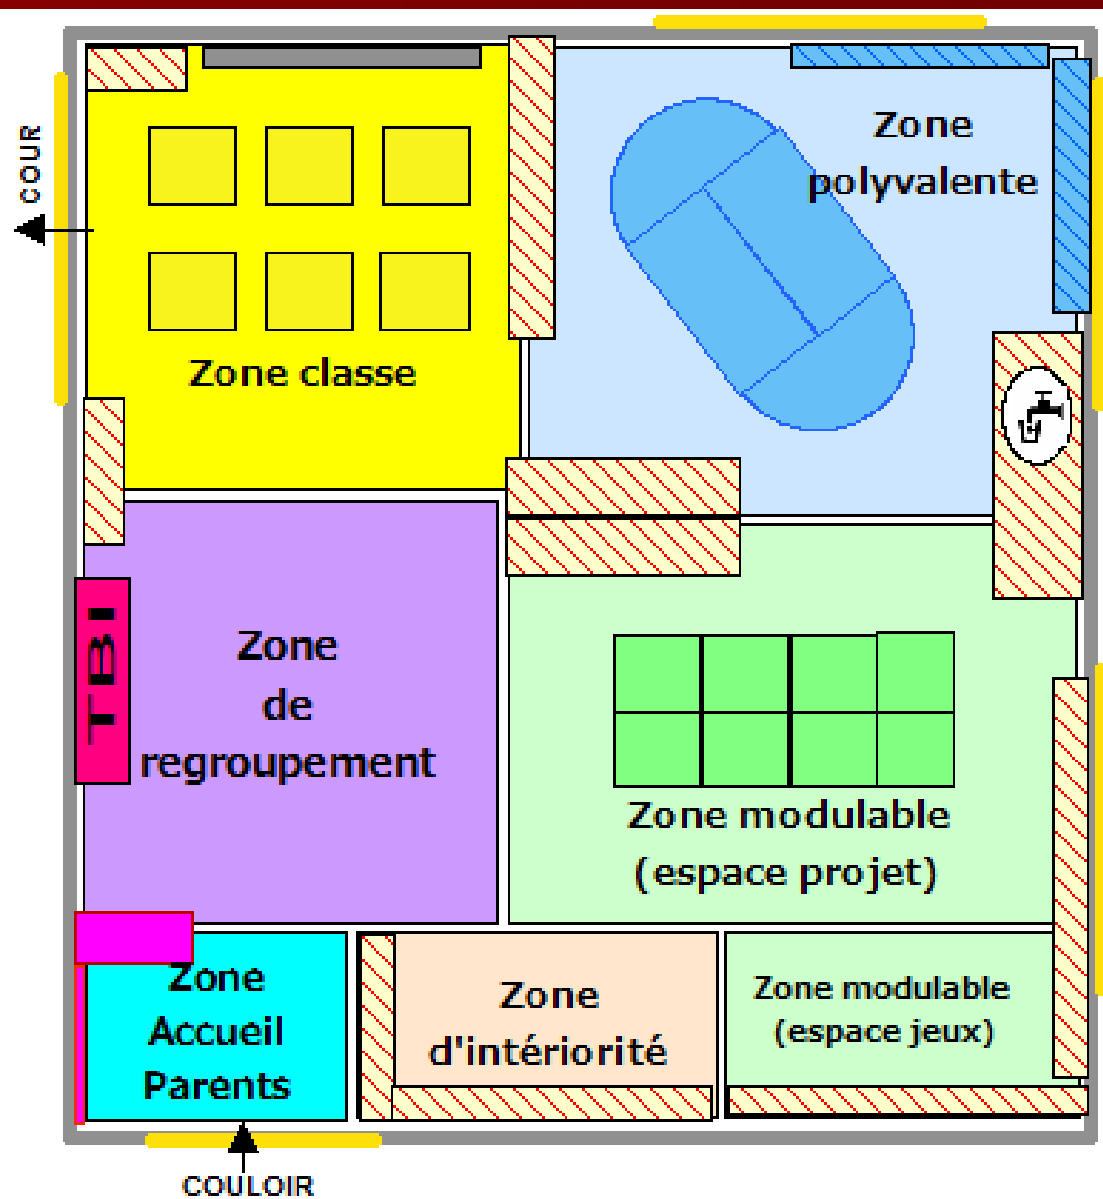 COUR
Zone
polyvalente
Zone classe
TBI
Zone
de
regroupement
Zone modulable
(espace projet)
Zone
Accueil
Parents
Zone
d'intériorité
Zone modulable
(espace jeux)
COULOIR